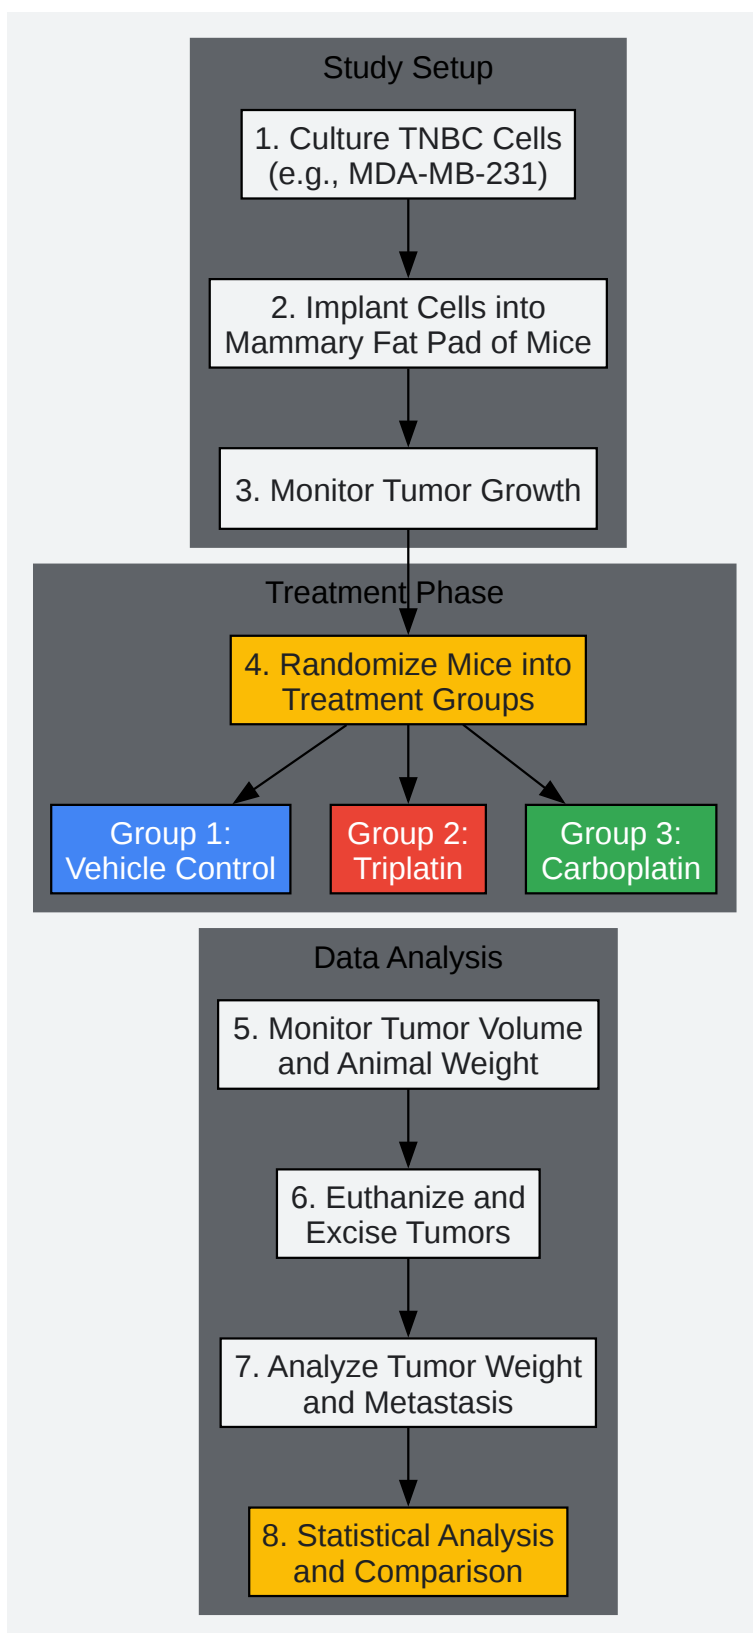 Study Setup
1. Culture TNBC Cells
(e.g., MDA-MB-231)
2. Implant Cells into
Mammary Fat Pad of Mice
3. Monitor Tumor Growth
Treatment Phase
4. Randomize Mice into
Treatment Groups
Group 1:
Vehicle Control
Group 2:
Triplatin
Group 3:
Carboplatin
Data Analysis
5. Monitor Tumor Volume
and Animal Weight
6. Euthanize and
Excise Tumors
7. Analyze Tumor Weight
and Metastasis
8. Statistical Analysis
and Comparison